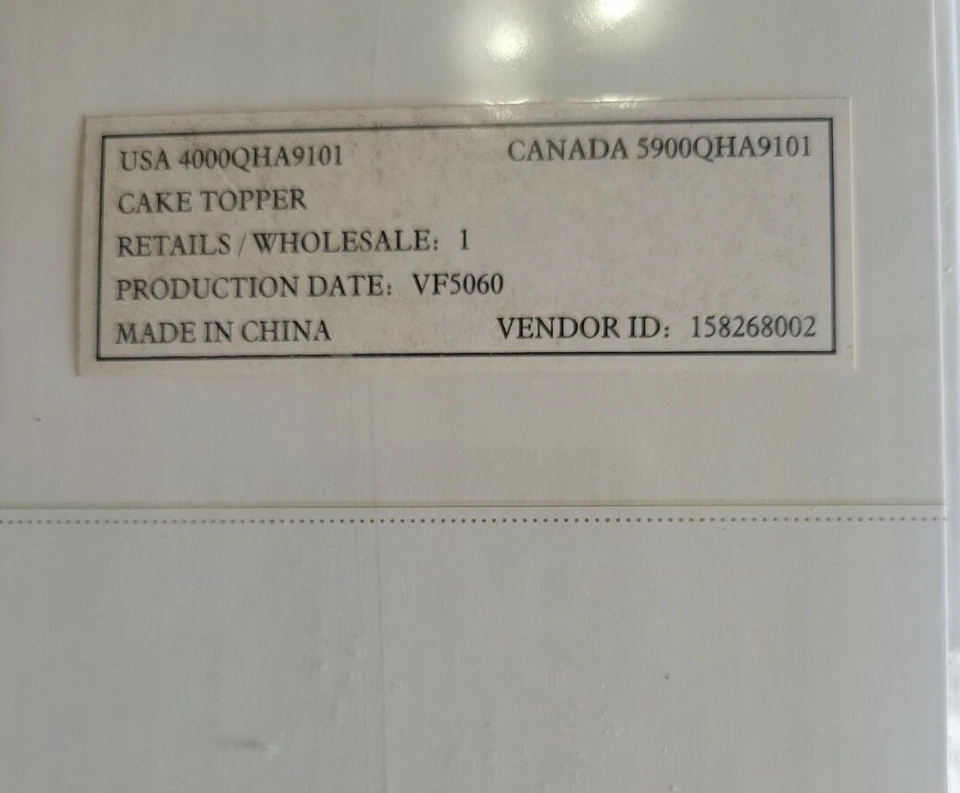 USA 4000QHA9101 CANADA 5900QHA9101
CAKE TOPPER
RETAILS / WHOLESALE: 1
PRODUCTION DATE: VF5060
MADE IN CHINA VENDOR ID: 158268002